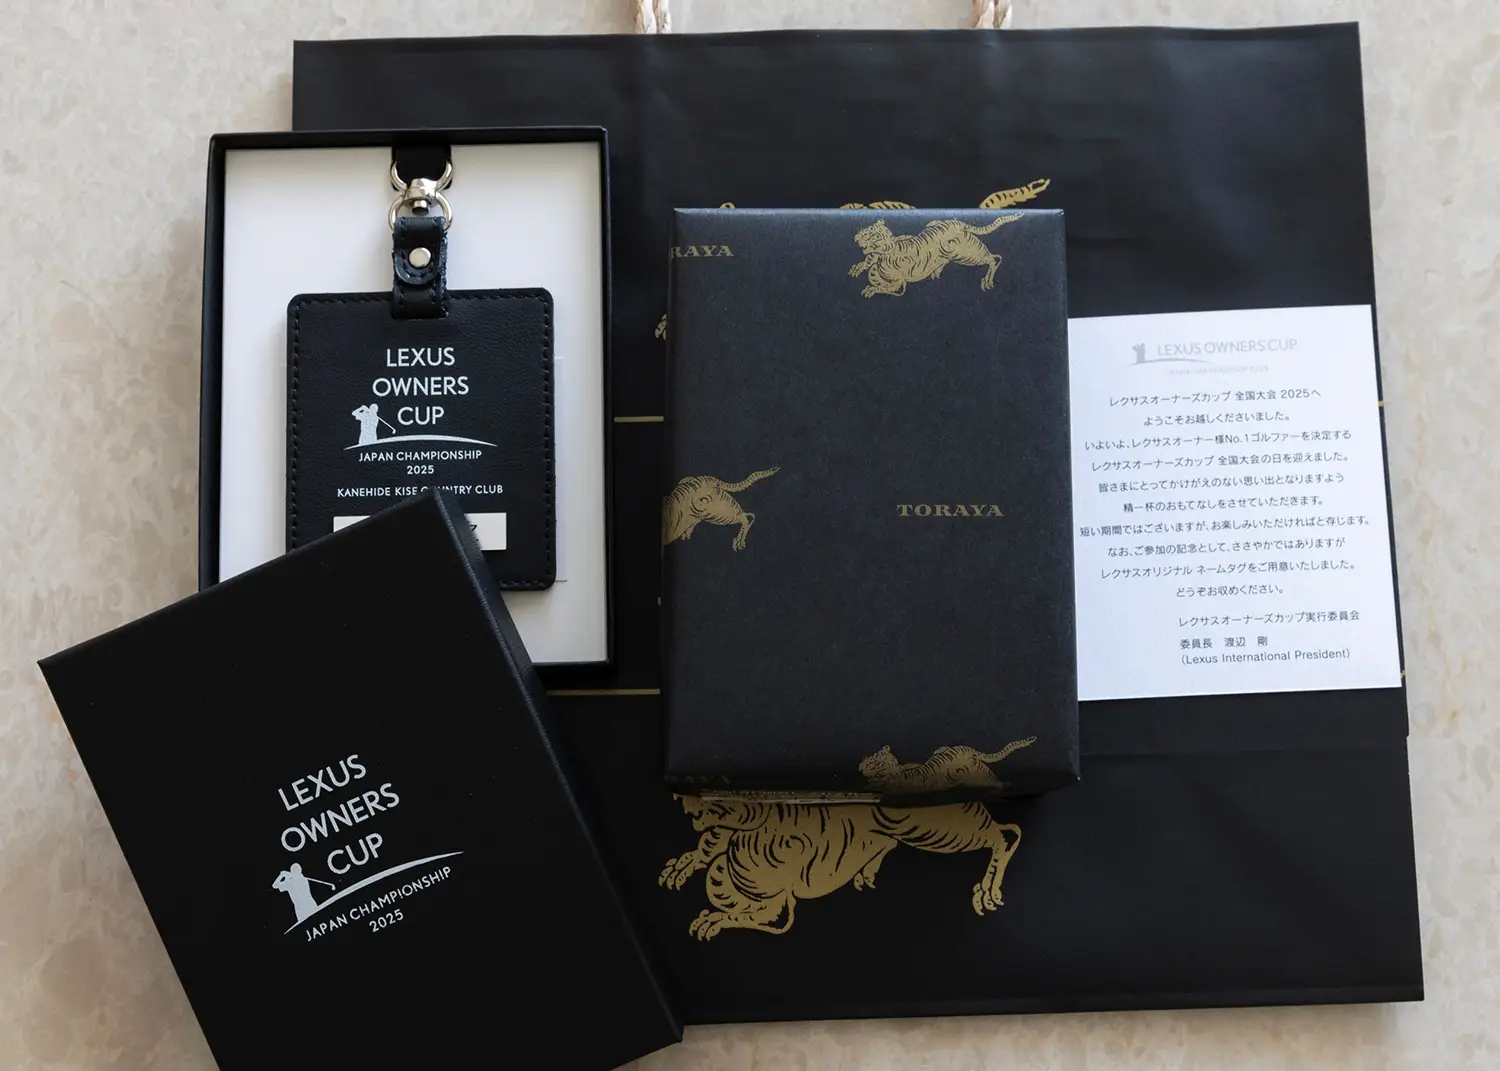 LEXUS
OWNERS
CUP
JAPAN CHAMPIONSHIP
2025
KANEHIDE KISE COUNTRY CLUB
LEXUS
OWNERS
CUP
JAPAN CHAMPIONSHIP
2025
RAYA
TORAYA
RAYA
LEXUS OWNERS CUP
JAPAN CHAMPIONSHIP 2025
レクサスオーナーズカップ 全国大会 2025へ
ようこそお越しくださいました。
いよいよ、レクサスオーナー様No.1ゴルファーを決定する
レクサスオーナーズカップ 全国大会の日を迎えました。
皆さまにとってかけがえのない思い出となりますよう
精一杯のおもてなしをさせていただきます。
短い期間ではございますが、お楽しみいただければと存じます。
なお、ご参加の記念として、ささやかではありますが
レクサスオリジナル ネームタグをご用意いたしました。
どうぞお収めください。
レクサスオーナーズカップ実行委員会
委員長 渡辺 剛
(Lexus International President)